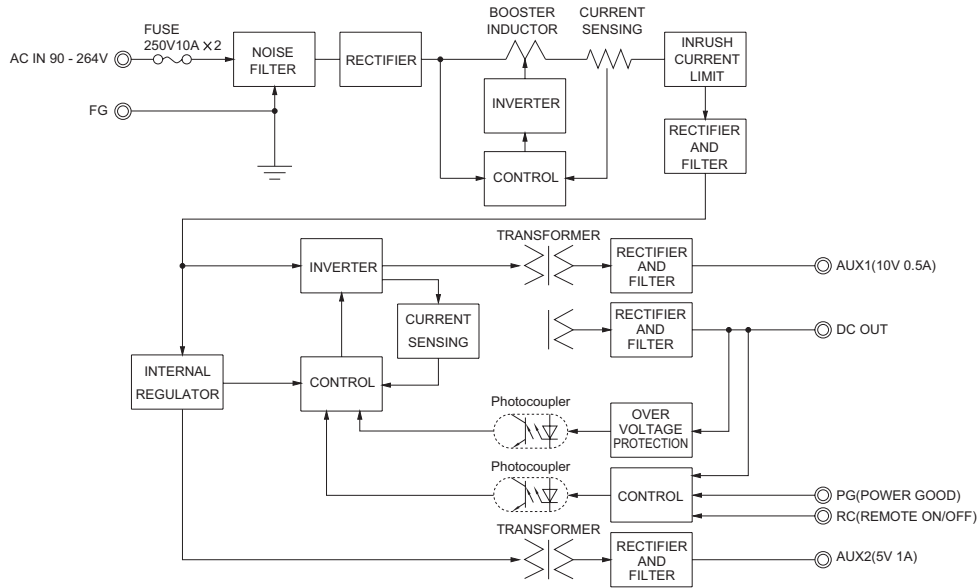 FUSE
250V10A ×2
BOOSTER
INDUCTOR
CURRENT
SENSING
AC IN 90 - 264V
NOISE
FILTER
RECTIFIER
INRUSH
CURRENT
LIMIT
FG
INVERTER
RECTIFIER
AND
FILTER
CONTROL
TRANSFORMER
INVERTER
RECTIFIER
AND
FILTER
AUX1(10V 0.5A)
CURRENT
SENSING
RECTIFIER
AND
FILTER
DC OUT
INTERNAL
REGULATOR
CONTROL
Photocoupler
OVER
VOLTAGE
PROTECTION
Photocoupler
CONTROL
PG(POWER GOOD)
RC(REMOTE ON/OFF)
TRANSFORMER
RECTIFIER
AND
FILTER
AUX2(5V 1A)